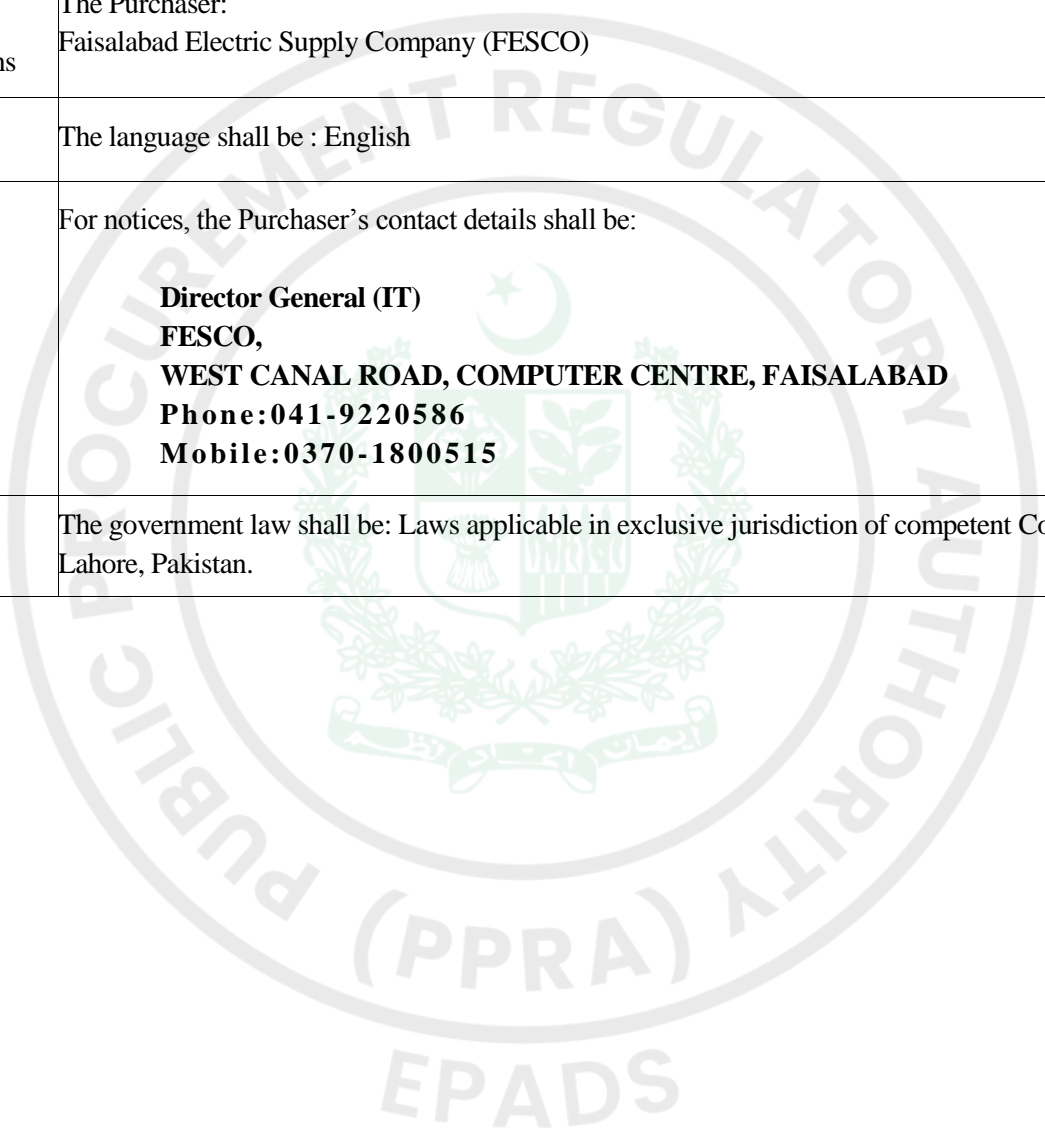 The Purchaser:
Faisalabad Electric Supply Company (FESCO)
ns
The language shall be : English
For notices, the Purchaser’s contact details shall be:
Director General (IT)
FESCO,
WEST CANAL ROAD, COMPUTER CENTRE, FAISALABAD
Phone:041-9220586
Mobile:0370-1800515
The government law shall be: Laws applicable in exclusive jurisdiction of competent Co
Lahore, Pakistan.
PUBLIC PROCUREMENT REGULATORY AUTHORITY
(PPRA)
EPADS